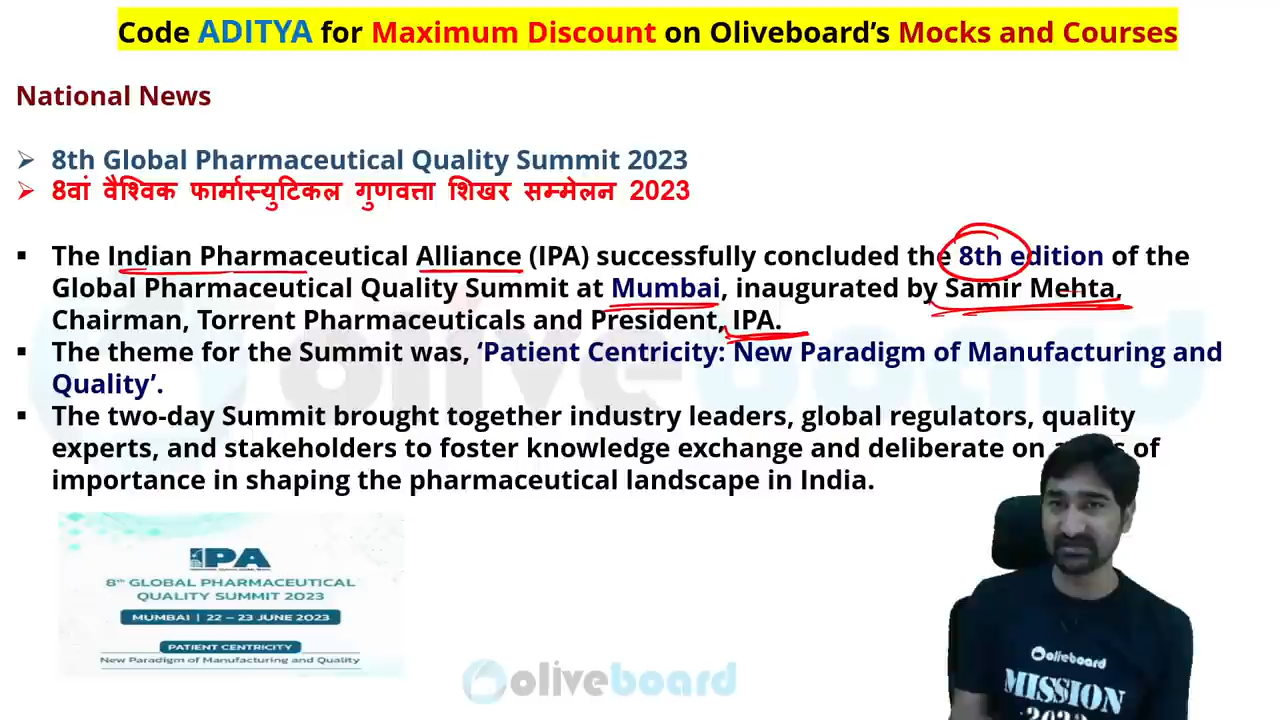 Code ADITYA for Maximum Discount on Oliveboard's Mocks and Courses
National News
8th Global Pharmaceutical Quality Summit 2023
8वां वैश्विक फार्मास्युटिकल गुणवत्ता शिखर सम्मेलन 2023
The Indian Pharmaceutical Alliance (IPA) successfully concluded the 8th edition of the
Global Pharmaceutical Quality Summit at Mumbai, inaugurated by Samir Mehta,
Chairman, Torrent Pharmaceuticals and President, IPA.
The theme for the Summit was, ‘Patient Centricity: New Paradigm of Manufacturing and
Quality’.
The two-day Summit brought together industry leaders, global regulators, quality
experts, and stakeholders to foster knowledge exchange and deliberate on of
importance in shaping the pharmaceutical landscape in India.
IPA
8th GLOBAL PHARMACEUTICAL
QUALITY SUMMIT 2023
MUMBAI | 22 – 23 JUNE 2023
PATIENT CENTRICITY
New Paradigm of Manufacturing and Quality
oliveboard
oliveboard
oliveboard
MISSION